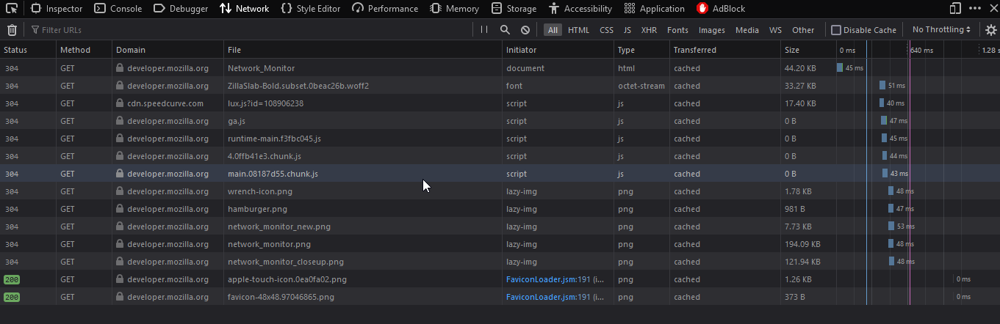 Inspector Console Debugger Network Style Editor Performance Memory Storage Accessibility Application AdBlock
Filter URLs All HTML CSS JS XHR Fonts Images Media WS Other Disable Cache No Throttling
Status Method Domain File Initiator Type Transferred Size 0 ms 640 ms 1.28 s
304 GET developer.mozilla.org Network_Monitor document html cached 44.20 KB 45 ms
304 GET developer.mozilla.org ZillaSlab-Bold.subset.0beac26b.woff2 font octet-stream cached 33.27 KB 51 ms
304 GET cdn.speedcurve.com lux.js?id=108906238 script js cached 17.40 KB 40 ms
304 GET developer.mozilla.org ga.js script js cached 0 B 47 ms
304 GET developer.mozilla.org runtime-main.f3fbc045.js script js cached 0 B 45 ms
304 GET developer.mozilla.org 4.0ffb41e3.chunk.js script js cached 0 B 44 ms
304 GET developer.mozilla.org main.08187d55.chunk.js script js cached 0 B 43 ms
304 GET developer.mozilla.org wrench-icon.png lazy-img png cached 1.78 KB 48 ms
304 GET developer.mozilla.org hamburger.png lazy-img png cached 981 B 47 ms
304 GET developer.mozilla.org network_monitor_new.png lazy-img png cached 7.73 KB 53 ms
304 GET developer.mozilla.org network_monitor.png lazy-img png cached 194.09 KB 48 ms
304 GET developer.mozilla.org network_monitor_closeup.png lazy-img png cached 121.94 KB 48 ms
200 GET developer.mozilla.org apple-touch-icon.0ea0fa02.png FaviconLoader.jsm:191 (i... png cached 1.26 KB 0 ms
200 GET developer.mozilla.org favicon-48x48.97046865.png FaviconLoader.jsm:191 (i... png cached 373 B 0 ms